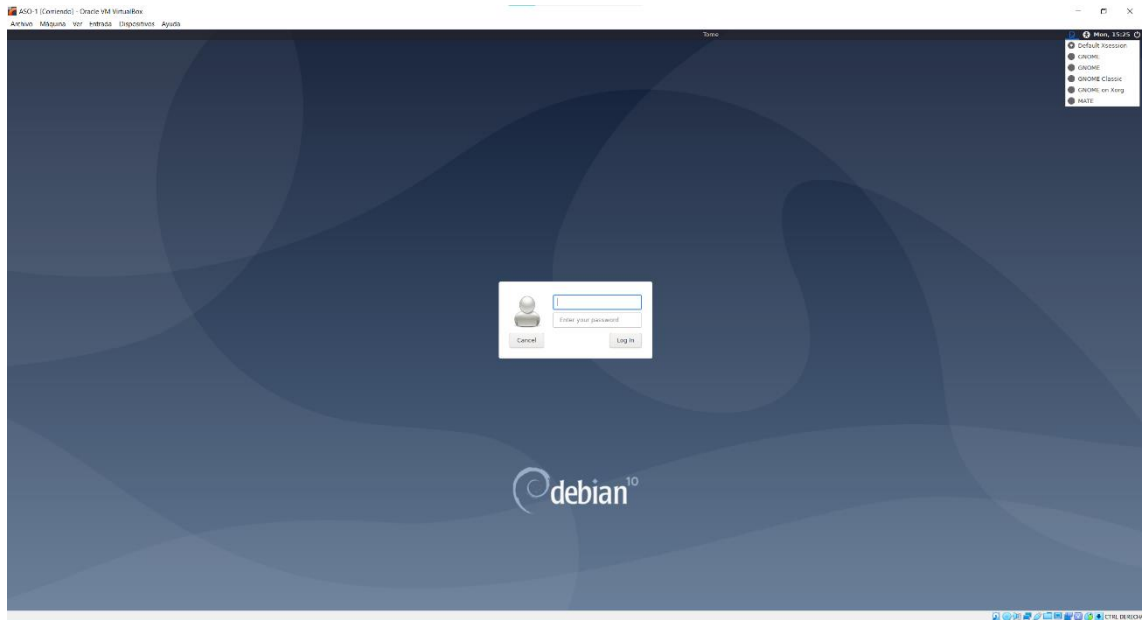 ASO-1 [Corriendo] - Oracle VM VirtualBox
Archivo Máquina Ver Entrada Dispositivos Ayuda
Tome Mon, 15:25
Default Xsession
GNOME
GNOME
GNOME Classic
GNOME on Xorg
MATE
Enter your password
Cancel Log In
debian 10
CTRL DERECHA